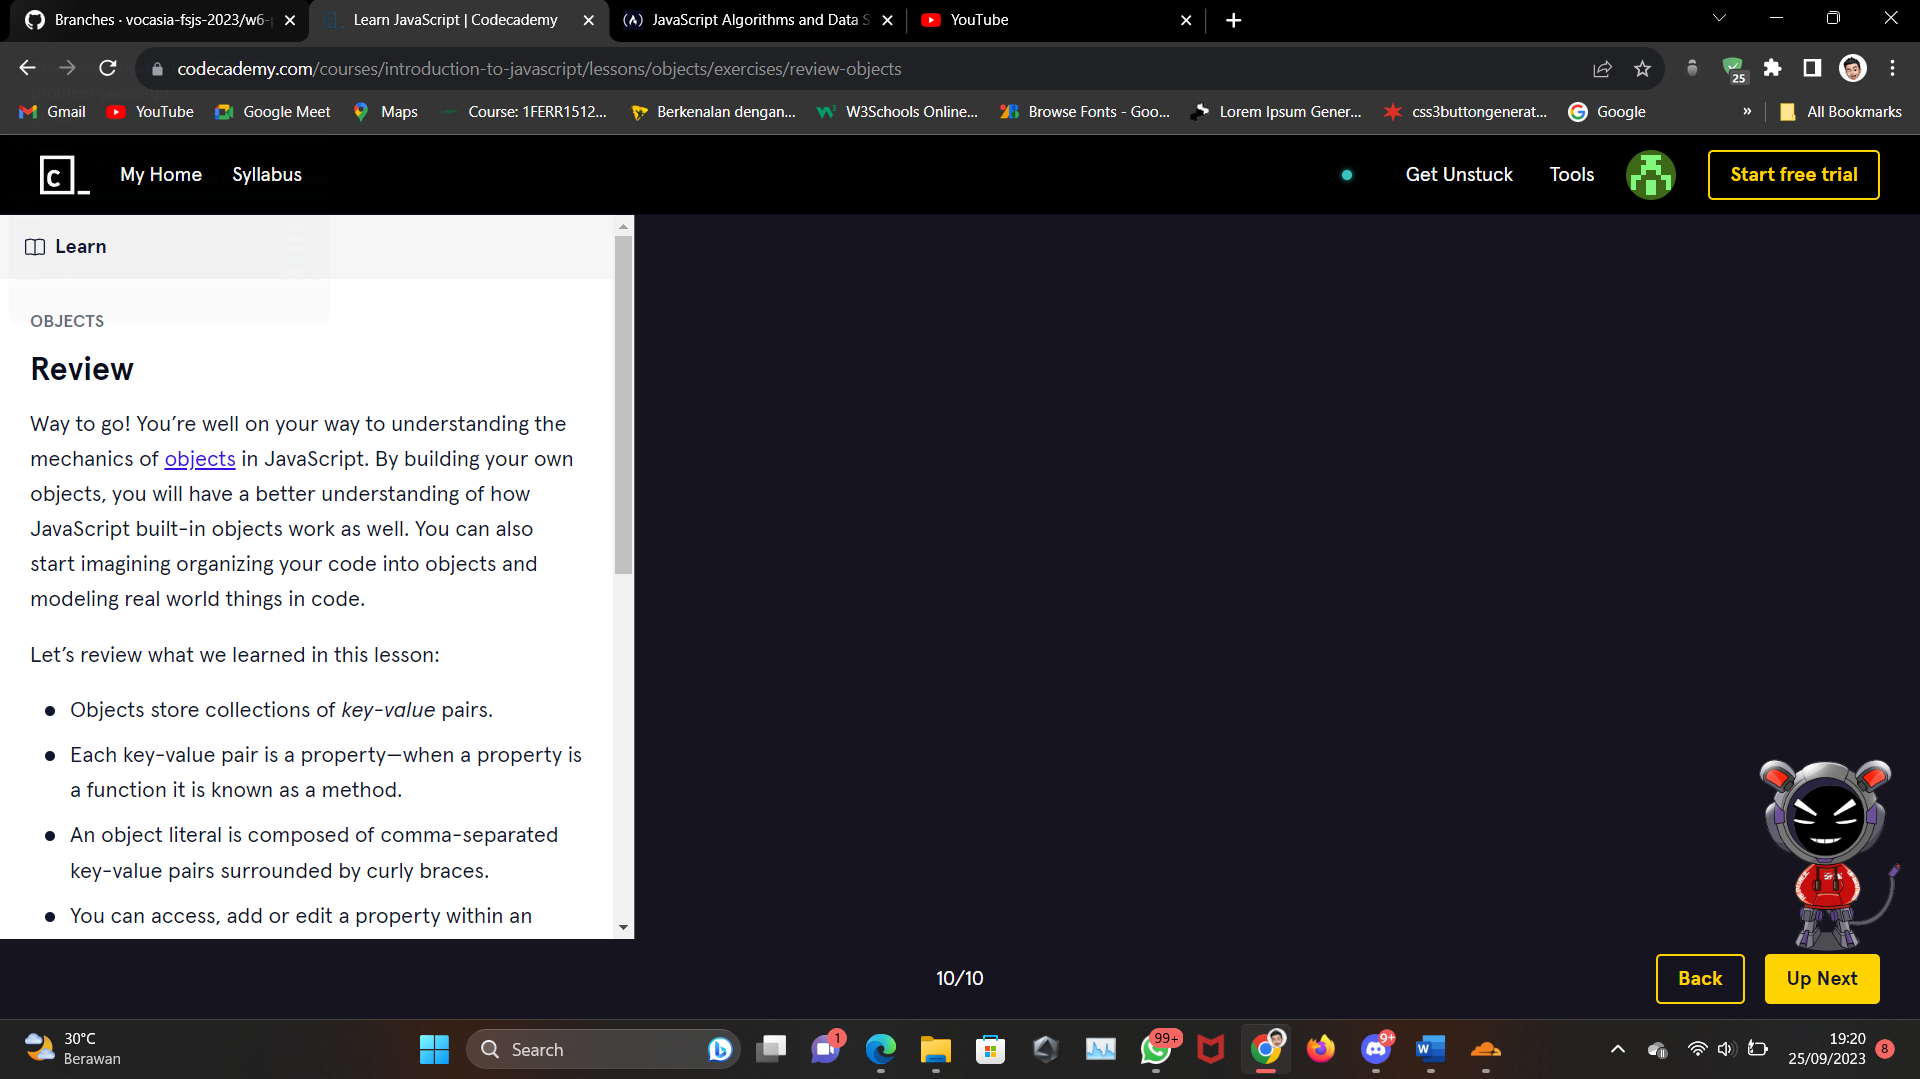 Branches · vocasia-fsjs-2023/w6-p
Learn JavaScript | Codecademy
JavaScript Algorithms and Data S
YouTube
codecademy.com/courses/introduction-to-javascript/lessons/objects/exercises/review-objects
25
Gmail
YouTube
Google Meet
Maps
Course: 1FERR1512...
Berkenalan dengan...
W3Schools Online...
Browse Fonts - Goo...
Lorem Ipsum Gener...
css3buttongenerat...
Google
»
All Bookmarks
c_
My Home
Syllabus
Get Unstuck
Tools
Start free trial
Learn
OBJECTS
Review
Way to go! You’re well on your way to understanding the
mechanics of objects in JavaScript. By building your own
objects, you will have a better understanding of how
JavaScript built-in objects work as well. You can also
start imagining organizing your code into objects and
modeling real world things in code.
Let’s review what we learned in this lesson:
Objects store collections of key-value pairs.
Each key-value pair is a property—when a property is
a function it is known as a method.
An object literal is composed of comma-separated
key-value pairs surrounded by curly braces.
You can access, add or edit a property within an
10/10
Back
Up Next
30°C
Berawan
Search
1
99+
9+
19:20
25/09/2023
8